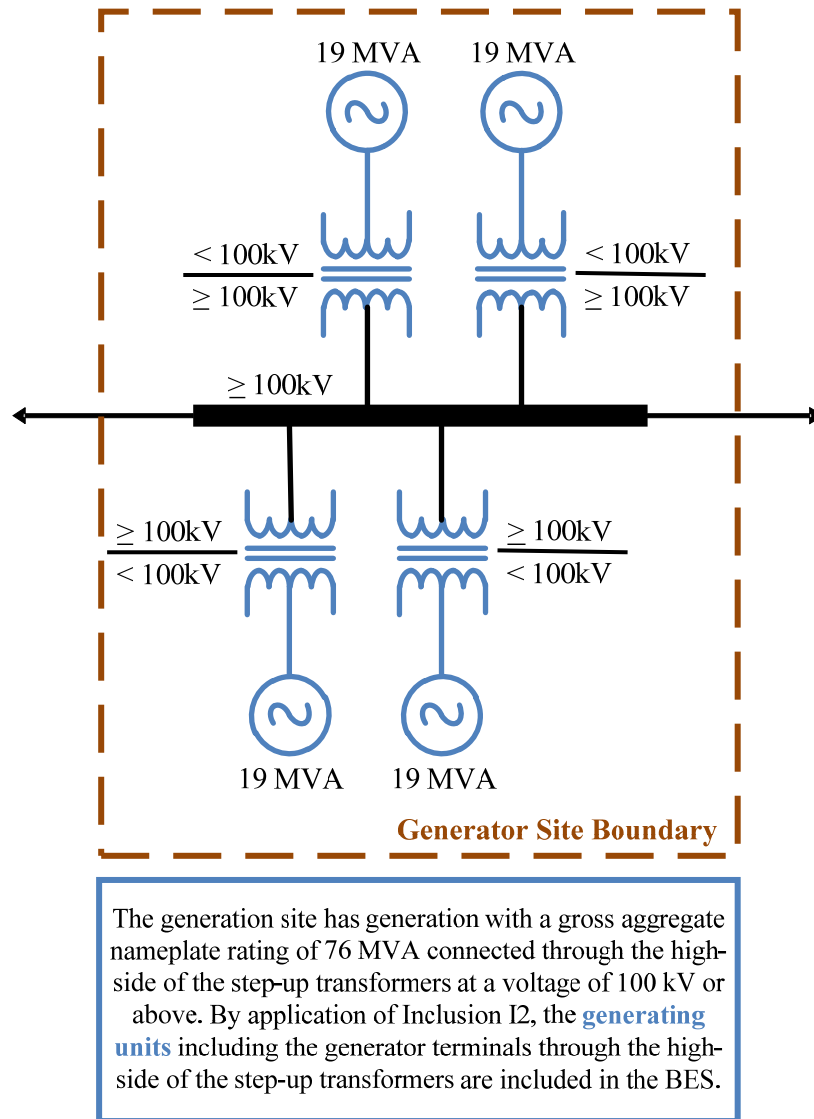 19 MVA
19 MVA
< 100kV
≥ 100kV
< 100kV
≥ 100kV
≥ 100kV
≥ 100kV
< 100kV
≥ 100kV
< 100kV
19 MVA
19 MVA
Generator Site Boundary
The generation site has generation with a gross aggregate
nameplate rating of 76 MVA connected through the high-
side of the step-up transformers at a voltage of 100 kV or
above. By application of Inclusion I2, the generating
units including the generator terminals through the high-
side of the step-up transformers are included in the BES.